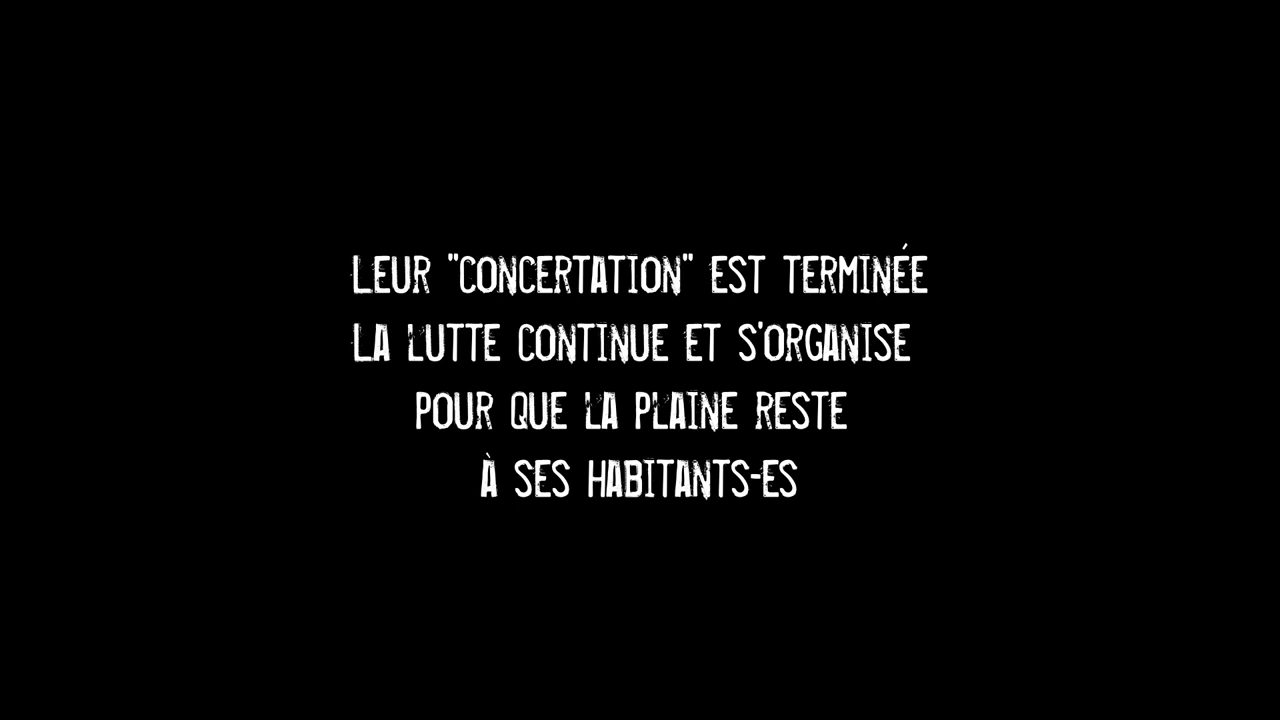 LEUR "CONCERTATION" EST TERMINÉE
LA LUTTE CONTINUE ET S'ORGANISE
POUR QUE LA PLAINE RESTE
À SES HABITANTS-ES